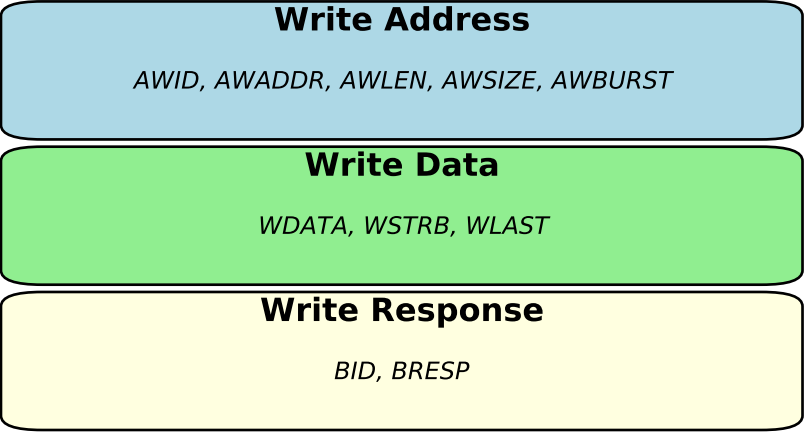 Write Address
AWID, AWADDR, AWLEN, AWSIZE, AWBURST
Write Data
WDATA, WSTRB, WLAST
Write Response
BID, BRESP